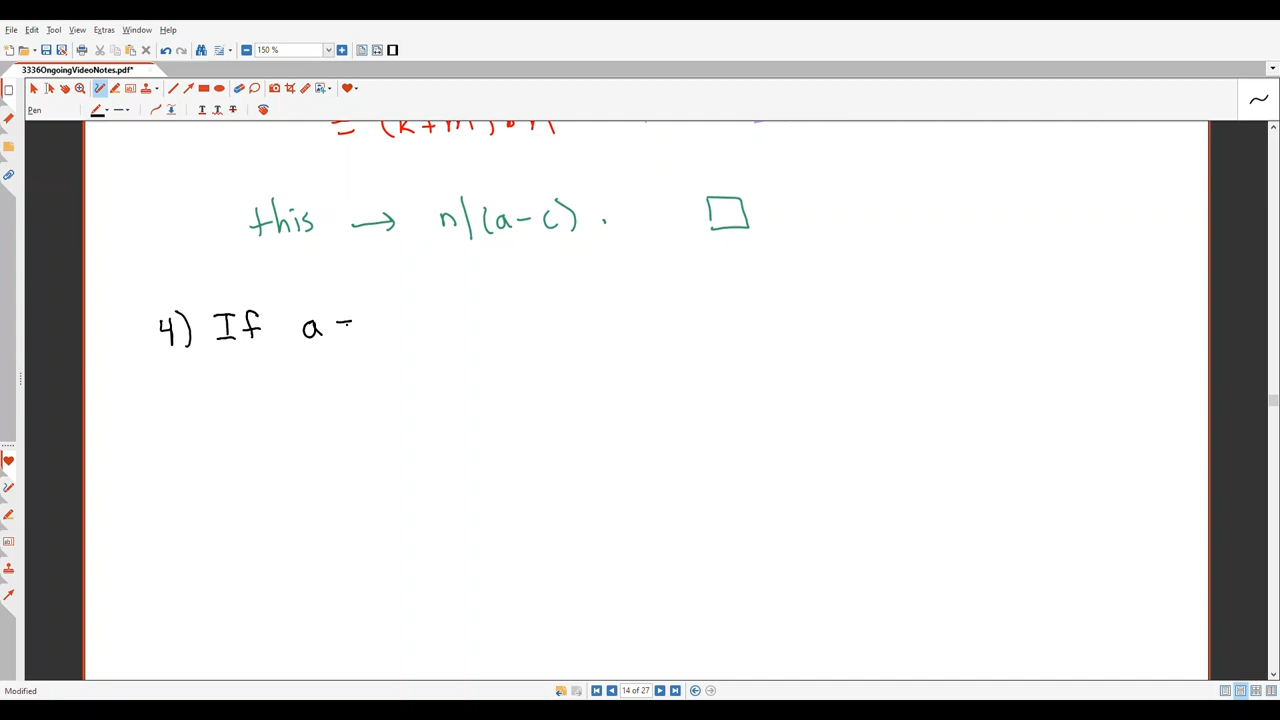 File Edit Tool View Extras Window Help
150 %
3336OngoingVideoNotes.pdf*
Pen
= (k+m) • n
this → n|(a-c).
4) If a -
Modified
14 of 27